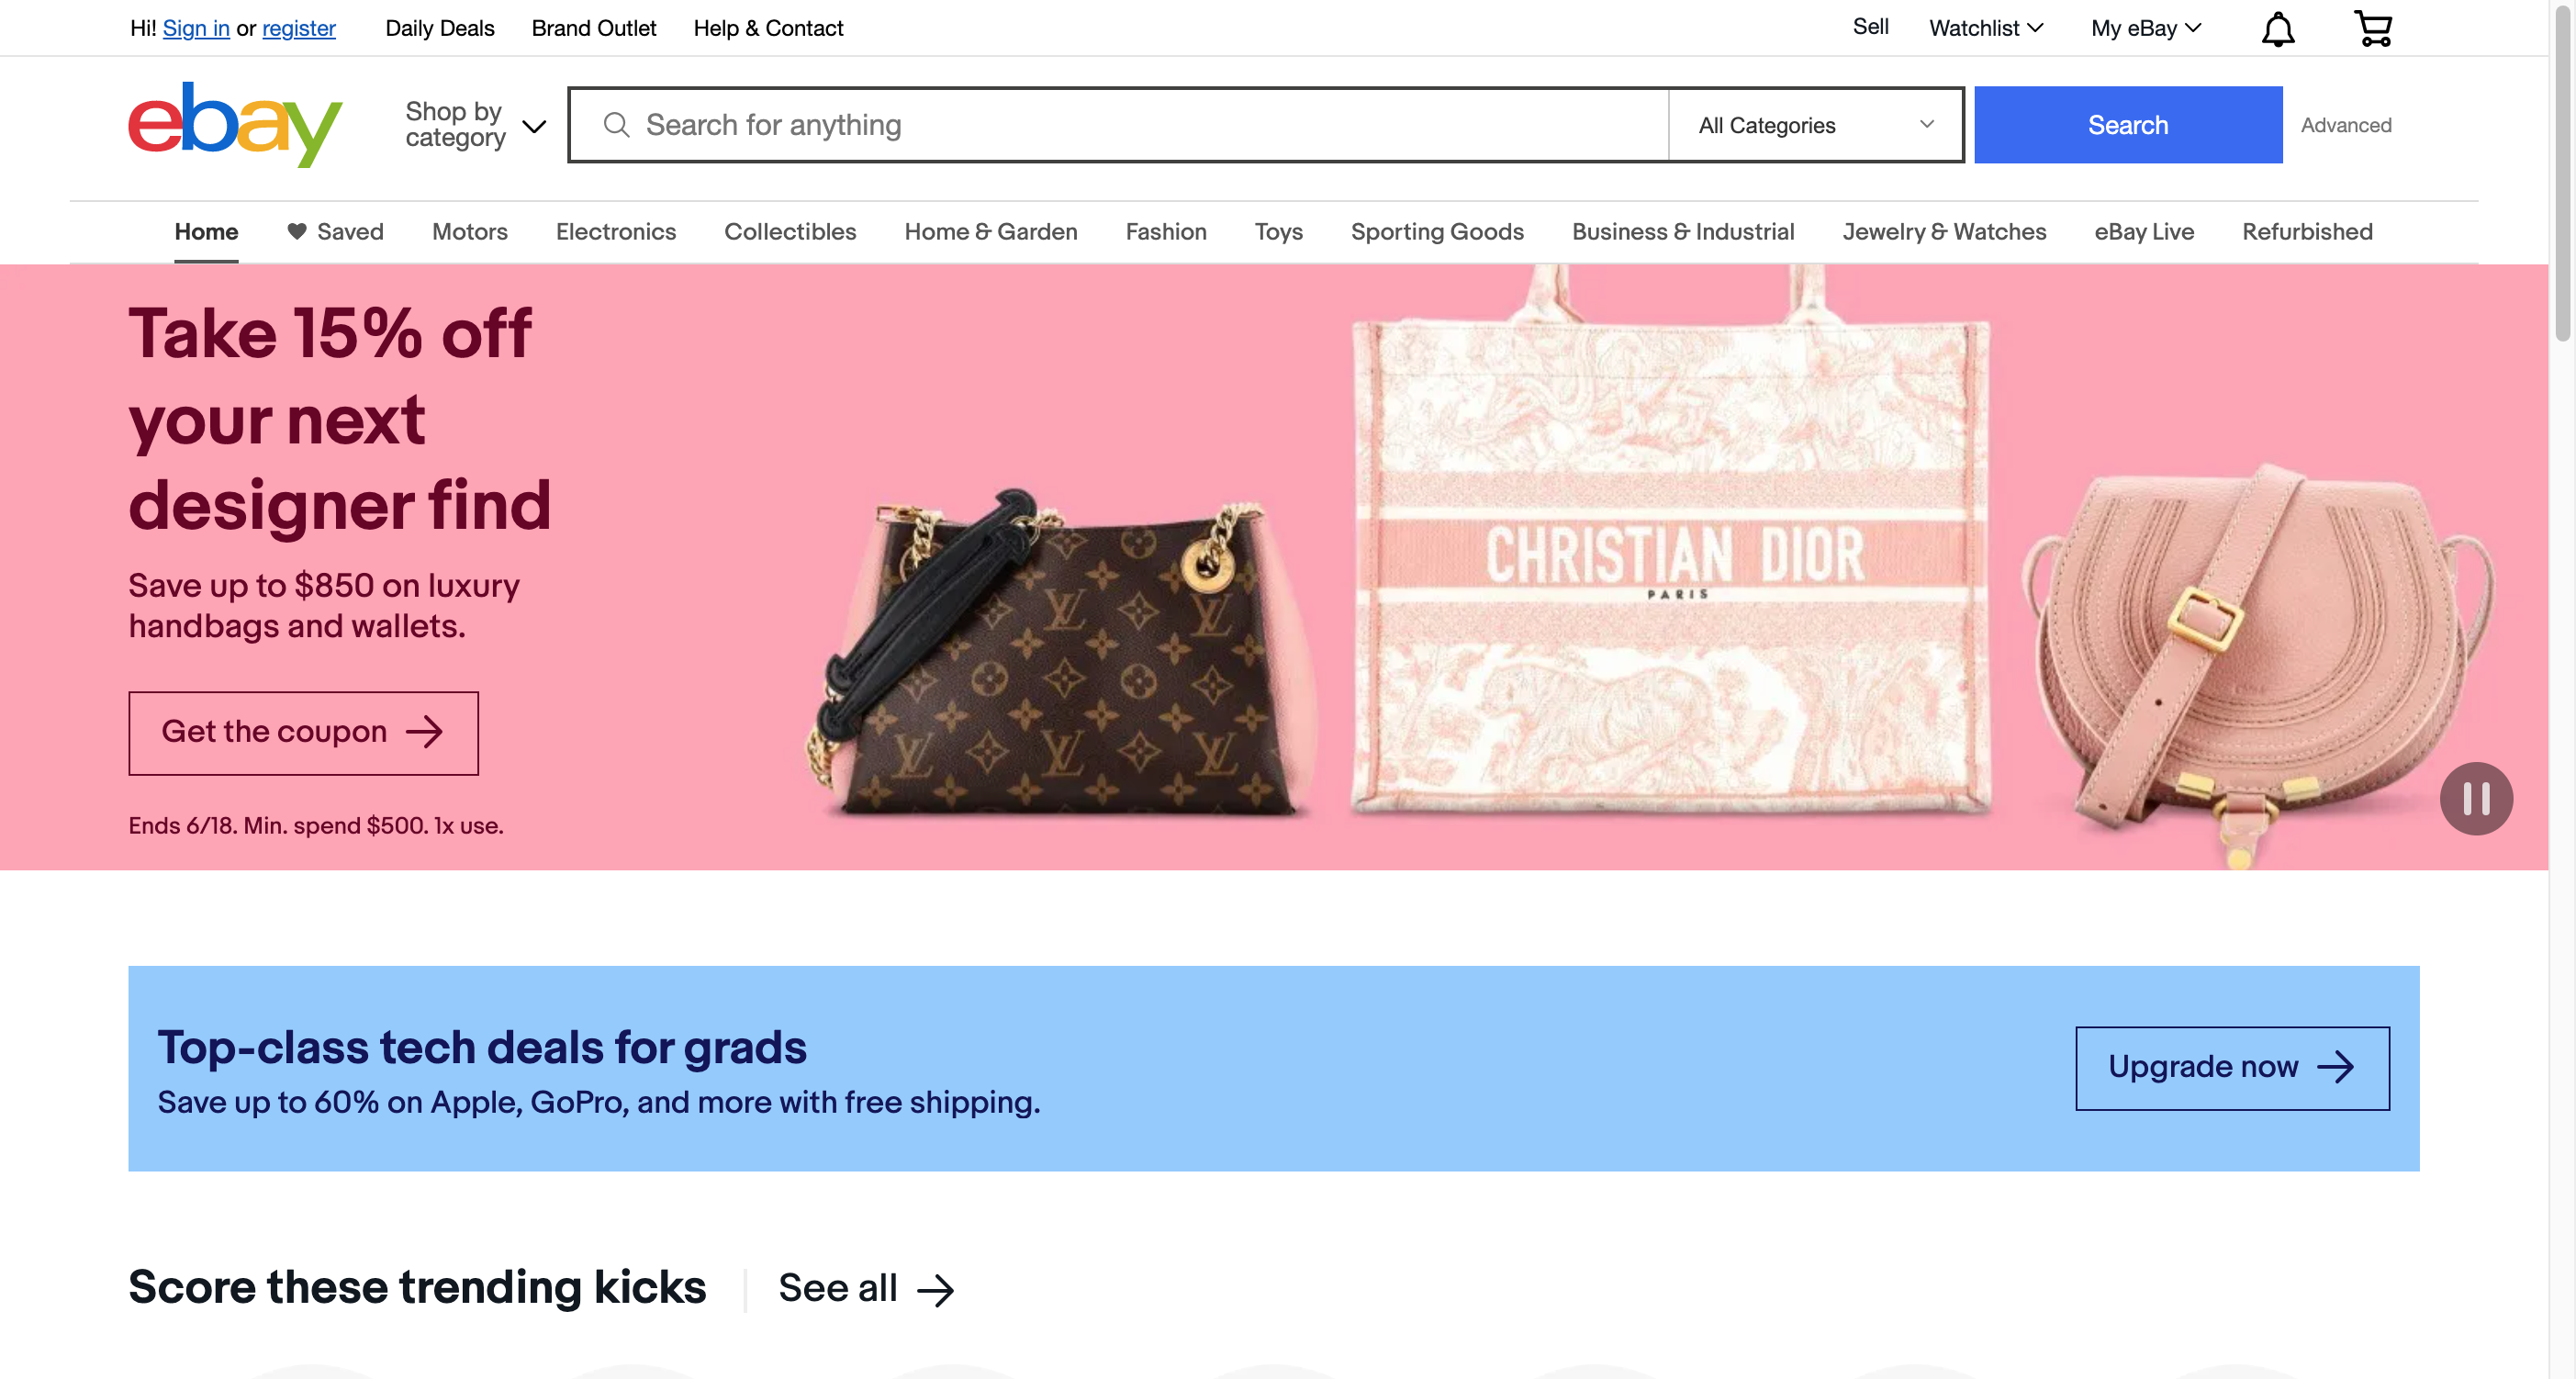 Hi! Sign in or register Daily Deals Brand Outlet Help & Contact Sell Watchlist My eBay
ebay
Shop by
category
Search for anything
All Categories
Search
Advanced
Home Saved Motors Electronics Collectibles Home & Garden Fashion Toys Sporting Goods Business & Industrial Jewelry & Watches eBay Live Refurbished
Take 15% off
your next
designer find
Save up to $850 on luxury
handbags and wallets.
Get the coupon
Ends 6/18. Min. spend $500. 1x use.
CHRISTIAN DIOR
PARIS
Top-class tech deals for grads
Save up to 60% on Apple, GoPro, and more with free shipping.
Upgrade now
Score these trending kicks
See all